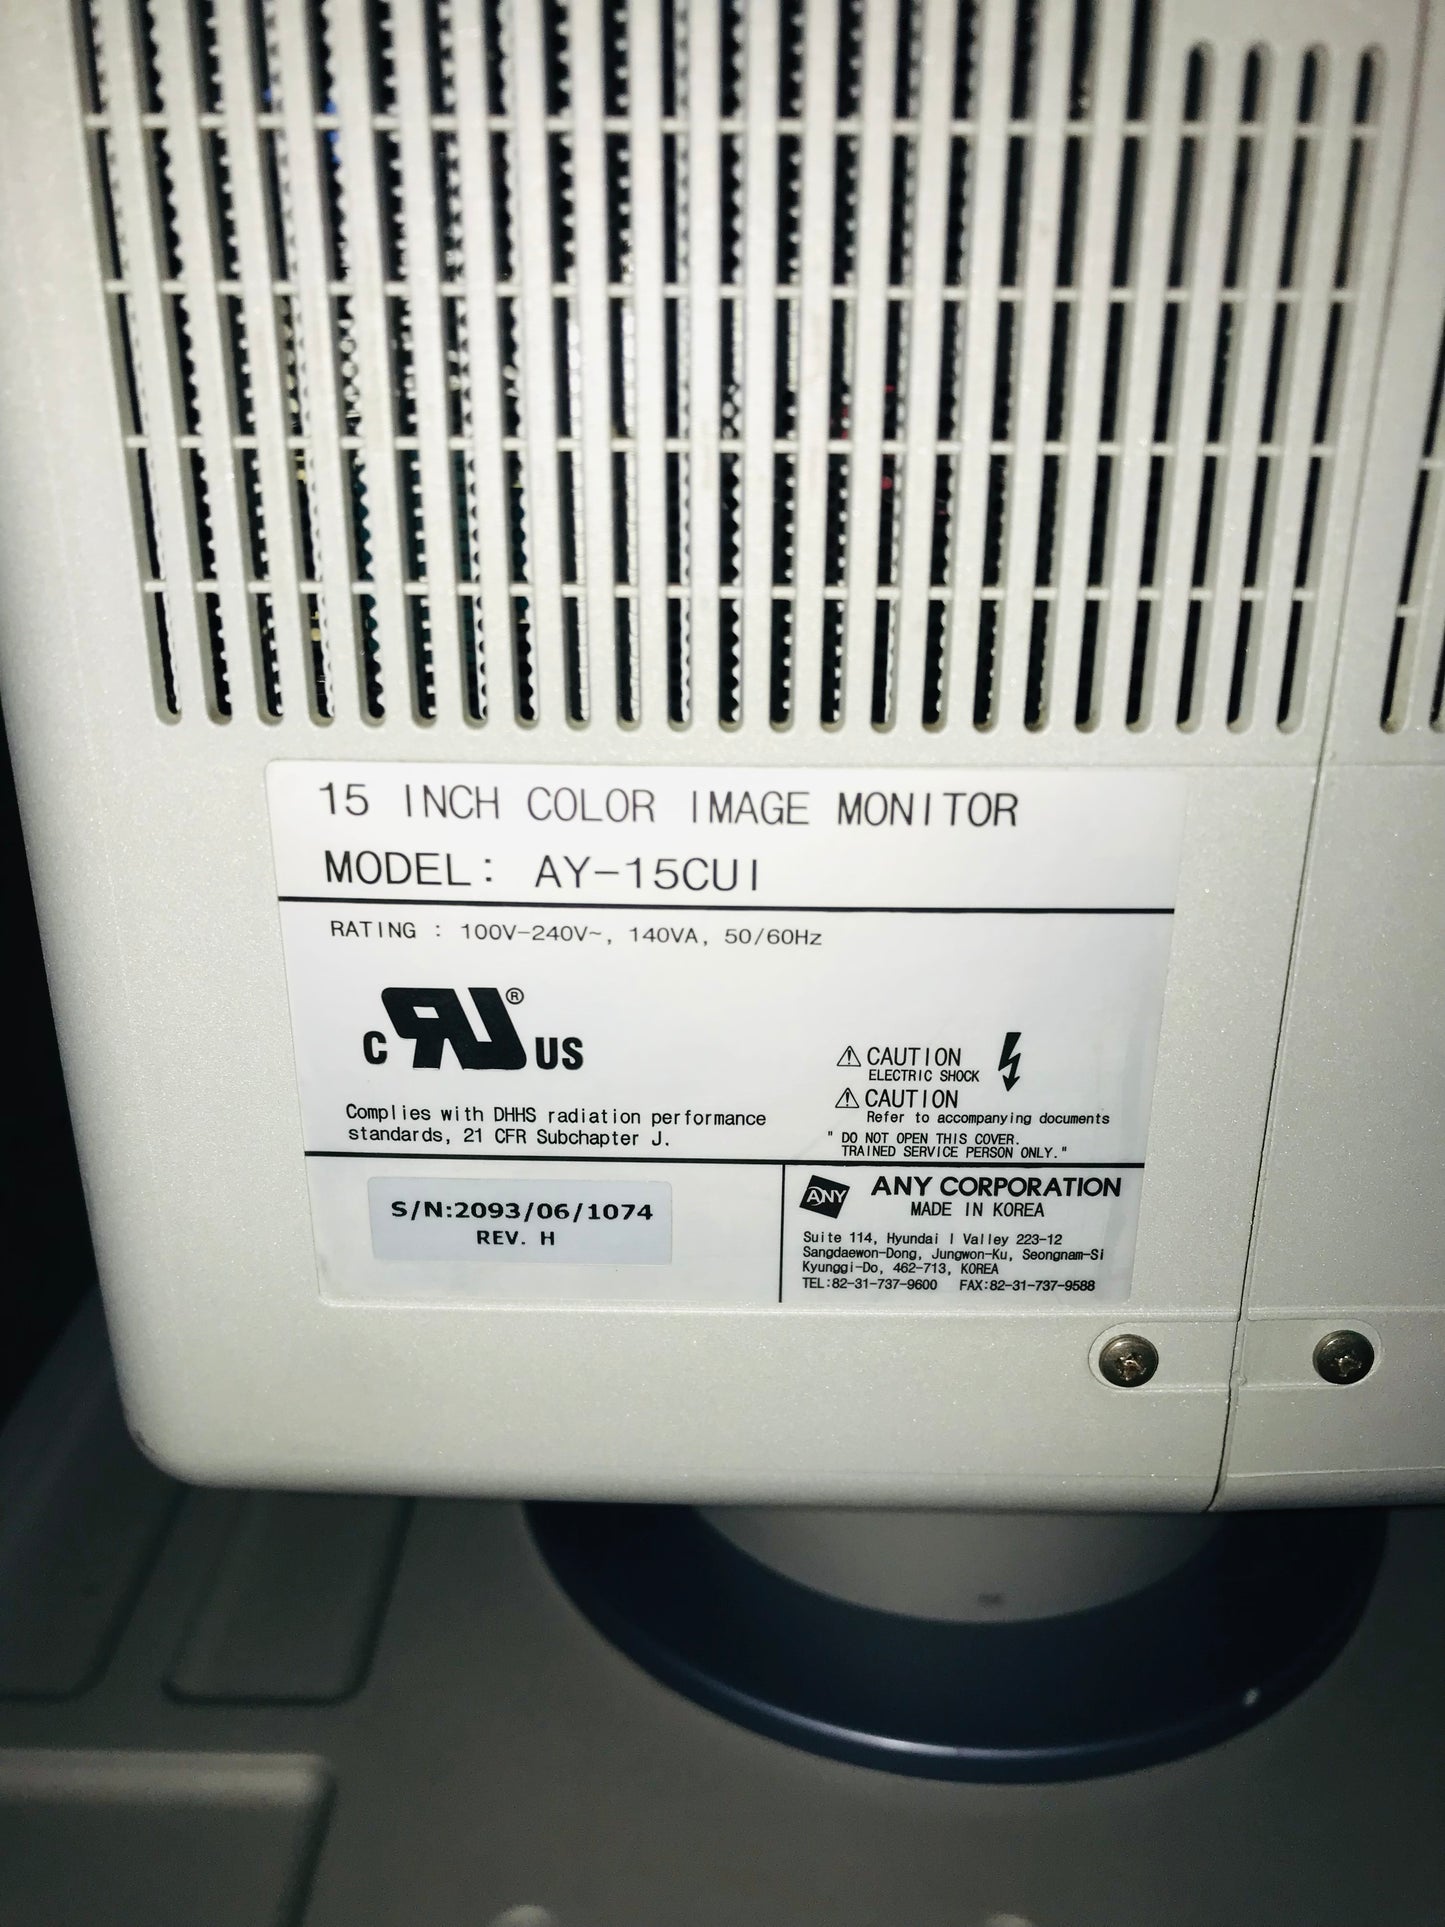 15 INCH COLOR IMAGE MONITOR
MODEL: AY-15CUI
RATING : 100V-240V~, 140VA, 50/60Hz
c RU ® US
Complies with DHHS radiation performance
standards, 21 CFR Subchapter J.
⚠ CAUTION
ELECTRIC SHOCK
⚠ CAUTION
Refer to accompanying documents
" DO NOT OPEN THIS COVER.
TRAINED SERVICE PERSON ONLY."
S/N:2093/06/1074
REV. H
ANY
ANY CORPORATION
MADE IN KOREA
Suite 114, Hyundai I Valley 223-12
Sangdaewon-Dong, Jungwon-Ku, Seongnam-Si
Kyunggi-Do, 462-713, KOREA
TEL:82-31-737-9600 FAX:82-31-737-9588